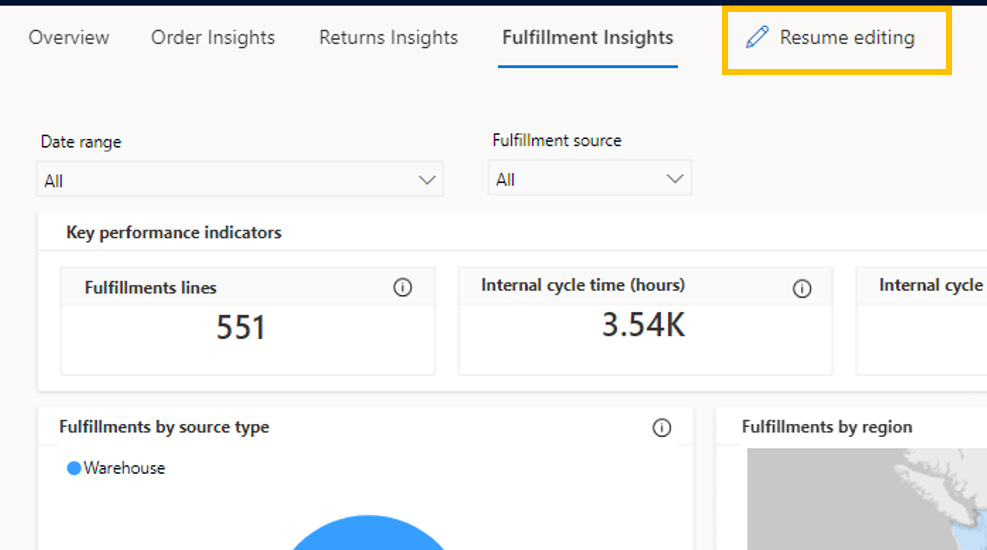 Overview Order Insights Returns Insights Fulfillment Insights Resume editing
Date range Fulfillment source
All All
Key performance indicators
Fulfillments lines Internal cycle time (hours) Internal cycle
551 3.54K
Fulfillments by source type Fulfillments by region
Warehouse